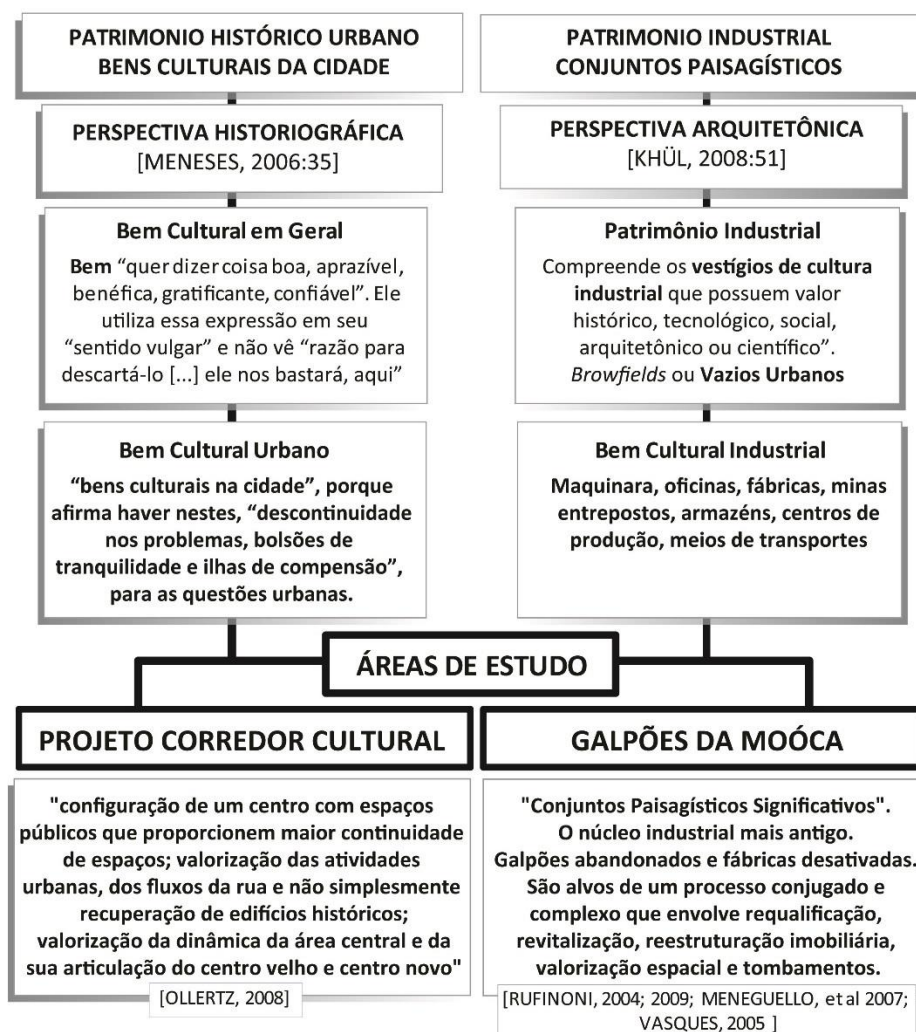 PATRIMONIO HISTÓRICO URBANO
BENS CULTURAIS DA CIDADE
PERSPECTIVA HISTORIOGRÁFICA
[MENESES, 2006:35]
Bem Cultural em Geral
Bem “quer dizer coisa boa, aprazível,
benéfica, gratificante, confiável”. Ele
utiliza essa expressão em seu
“sentido vulgar” e não vê “razão para
descartá-lo [...] ele nos bastará, aqui”
Bem Cultural Urbano
“bens culturais na cidade”, porque
afirma haver nestes, “descontinuidade
nos problemas, bolsões de
tranquilidade e ilhas de compensão”,
para as questões urbanas.
PATRIMONIO INDUSTRIAL
CONJUNTOS PAISAGÍSTICOS
PERSPECTIVA ARQUITETÔNICA
[KHÜL, 2008:51]
Patrimônio Industrial
Compreende os vestígios de cultura
industrial que possuem valor
histórico, tecnológico, social,
arquitetônico ou científico”.
Browfields ou Vazios Urbanos
Bem Cultural Industrial
Maquinara, oficinas, fábricas, minas
entrepostos, armazéns, centros de
produção, meios de transportes
ÁREAS DE ESTUDO
PROJETO CORREDOR CULTURAL
"configuração de um centro com espaços
públicos que proporcionem maior continuidade
de espaços; valorização das atividades
urbanas, dos fluxos da rua e não simplesmente
recuperação de edifícios históricos;
valorização da dinâmica da área central e da
sua articulação do centro velho e centro novo"
[OLLERTZ, 2008]
GALPÕES DA MOÓCA
"Conjuntos Paisagísticos Significativos".
O núcleo industrial mais antigo.
Galpões abandonados e fábricas desativadas.
São alvos de um processo conjugado e
complexo que envolve requalificação,
revitalização, reestruturação imobiliária,
valorização espacial e tombamentos.
[RUFINONI, 2004; 2009; MENEGUELLO, et al 2007;
VASQUES, 2005 ]